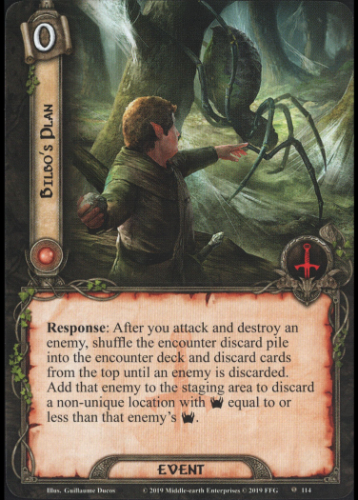 0
BILBO'S PLAN
Response: After you attack and destroy an
enemy, shuffle the encounter discard pile
into the encounter deck and discard cards
from the top until an enemy is discarded.
Add that enemy to the staging area to discard
a non-unique location with equal to or
less than that enemy's .
EVENT
Illus. Guillaume Ducos © 2019 Middle-earth Enterprises © 2019 FFG 114